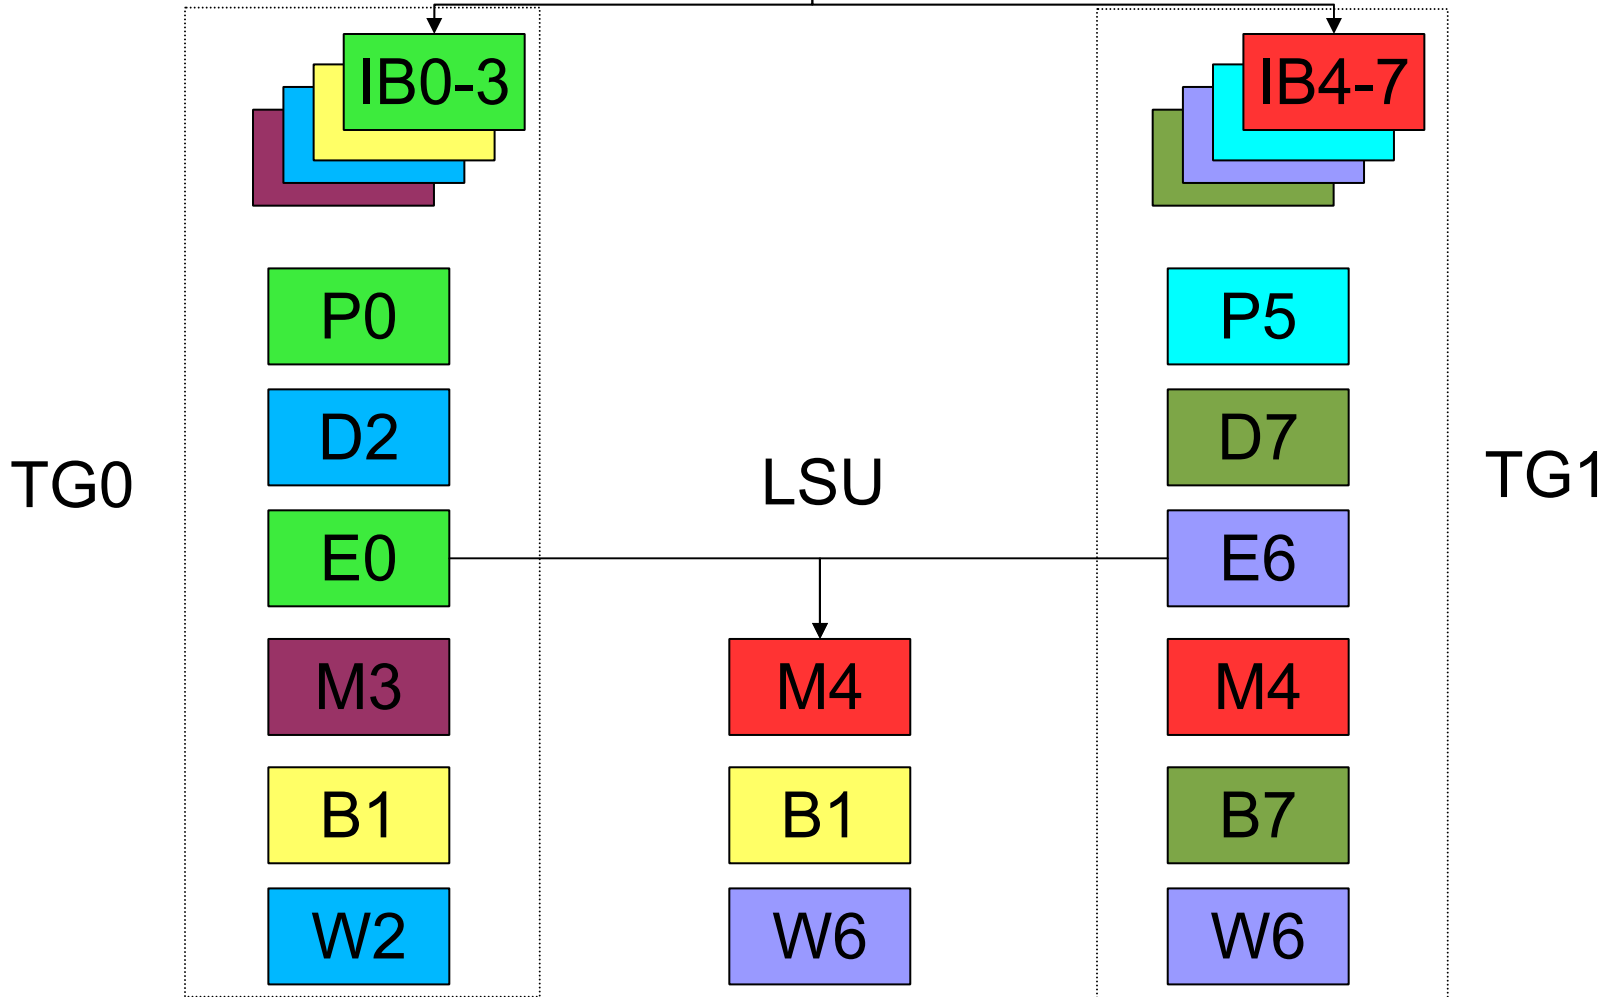 IB0-3 IB4-7
P0 P5
D2 D7
TG0 LSU TG1
E0 E6
M3 M4 M4
B1 B1 B7
W2 W6 W6